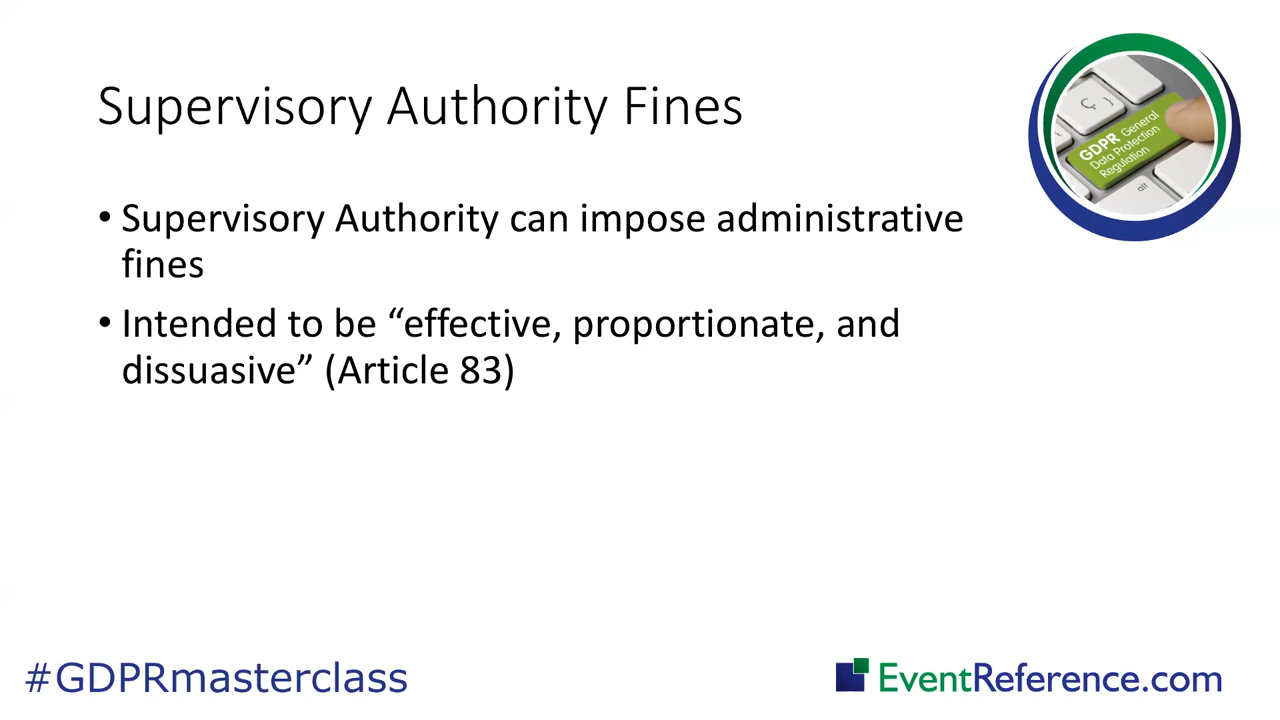 Supervisory Authority Fines
• Supervisory Authority can impose administrative
fines
• Intended to be “effective, proportionate, and
dissuasive” (Article 83)
GDPR General
Data Protection
Regulation
alt
#GDPRmasterclass
EventReference.com